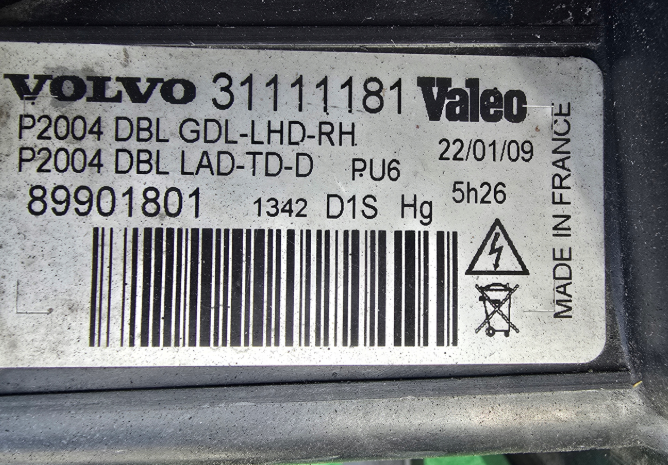 VOLVO 31111181 Valeo
P2004 DBL GDL-LHD-RH
P2004 DBL LAD-TD-D PU6 22/01/09
89901801 1342 D1S Hg 5h26
MADE IN FRANCE